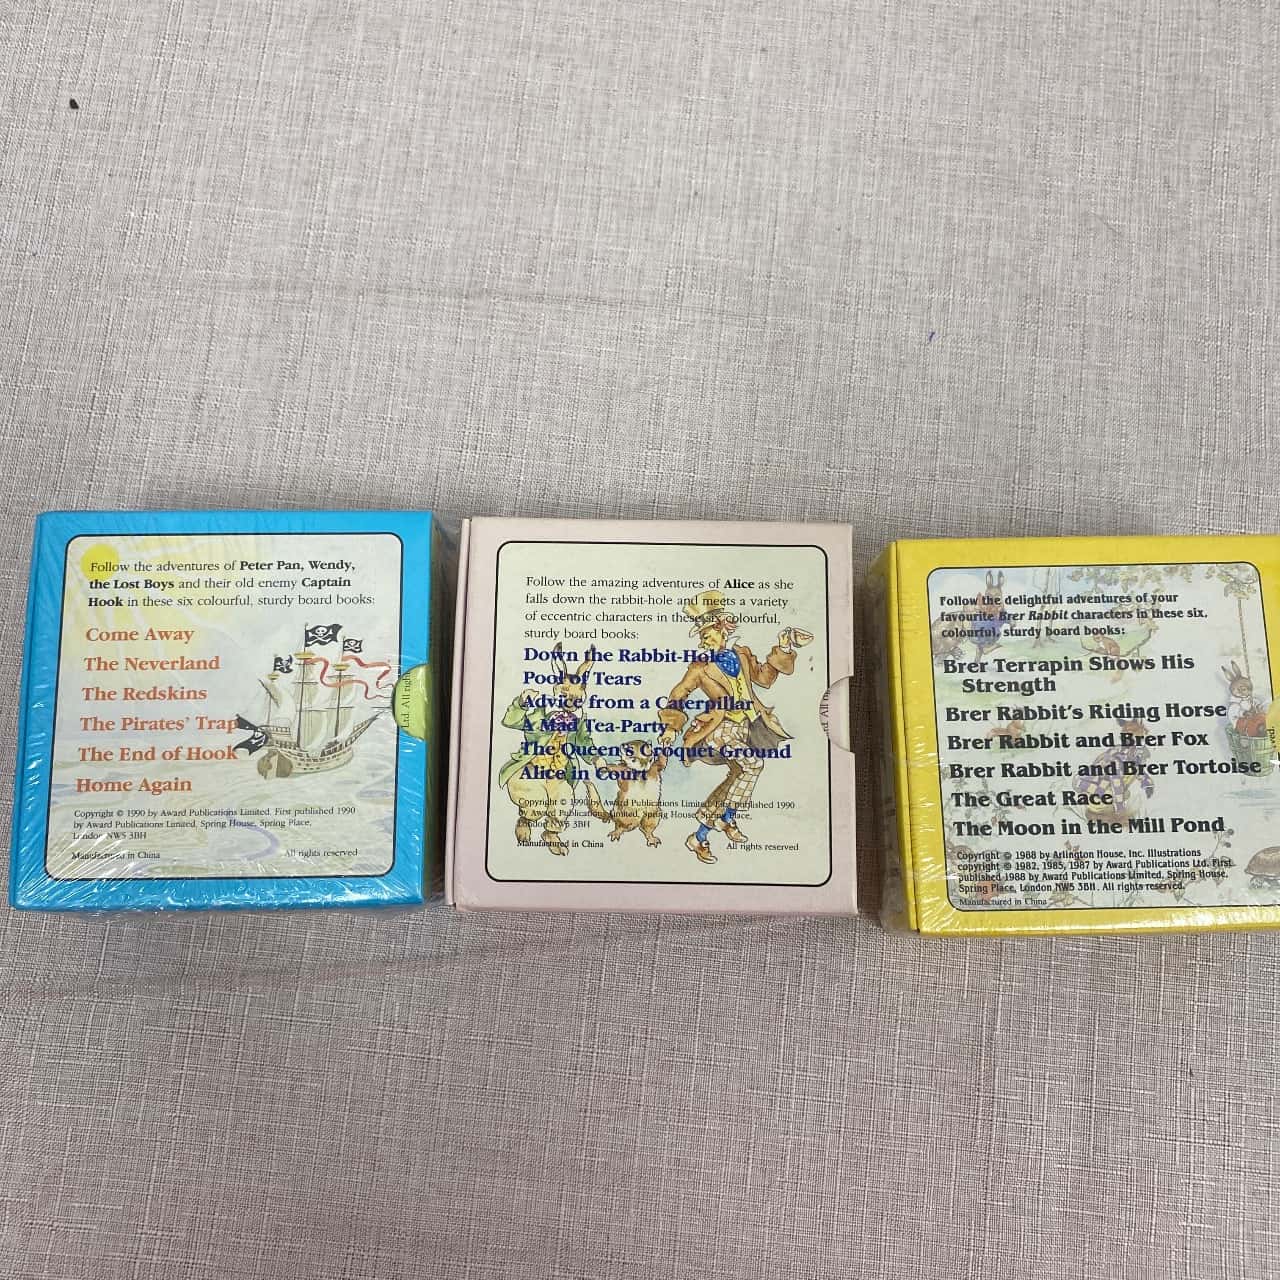 Follow the adventures of Peter Pan, Wendy,
the Lost Boys and their old enemy Captain
Hook in these six colourful, sturdy board books:
Come Away
The Neverland
The Redskins
The Pirates' Trap
The End of Hook
Home Again
Copyright © 1990 by Award Publications Limited. First published 1990
by Award Publications Limited, Spring House, Spring Place,
London NW5 3BH
Manufactured in China
All rights reserved
Ltd. All righ
Follow the amazing adventures of Alice as she
falls down the rabbit-hole and meets a variety
of eccentric characters in these six colourful,
sturdy board books:
Down the Rabbit-Hole
Pool of Tears
Advice from a Caterpillar
A Mad Tea-Party
The Queen's Croquet Ground
Alice in Court
Copyright © 1990 by Award Publications Limited. First published 1990
by Award Publications Limited, Spring House, Spring Place,
London NW5 3BH
Manufactured in China
All rights reserved
d. All ri
Follow the delightful adventures of your
favourite Brer Rabbit characters in these six,
colourful, sturdy board books:
Brer Terrapin Shows His
Strength
Brer Rabbit's Riding Horse
Brer Rabbit and Brer Fox
Brer Rabbit and Brer Tortoise
The Great Race
The Moon in the Mill Pond
Copyright © 1988 by Arlington House, Inc. Illustrations
copyright © 1982, 1985, 1987 by Award Publications Ltd. First
published 1988 by Award Publications Limited, Spring House,
Spring Place, London NW5 3BH. All rights reserved.
Manufactured in China
ved.